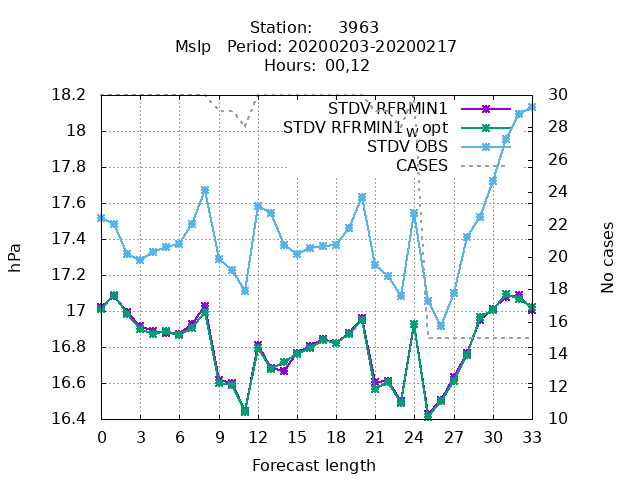 Station:     3963
Mslp   Period: 20200203-20200217
Hours: 00,12
18.2
18
17.8
17.6
17.4
17.2
17
16.8
16.6
16.4
hPa
30
28
26
24
22
20
18
16
14
12
10
No cases
STDV RFRMIN1
STDV RFRMIN1_w_opt
STDV OBS
CASES
0 3 6 9 12 15 18 21 24 27 30 33
Forecast length